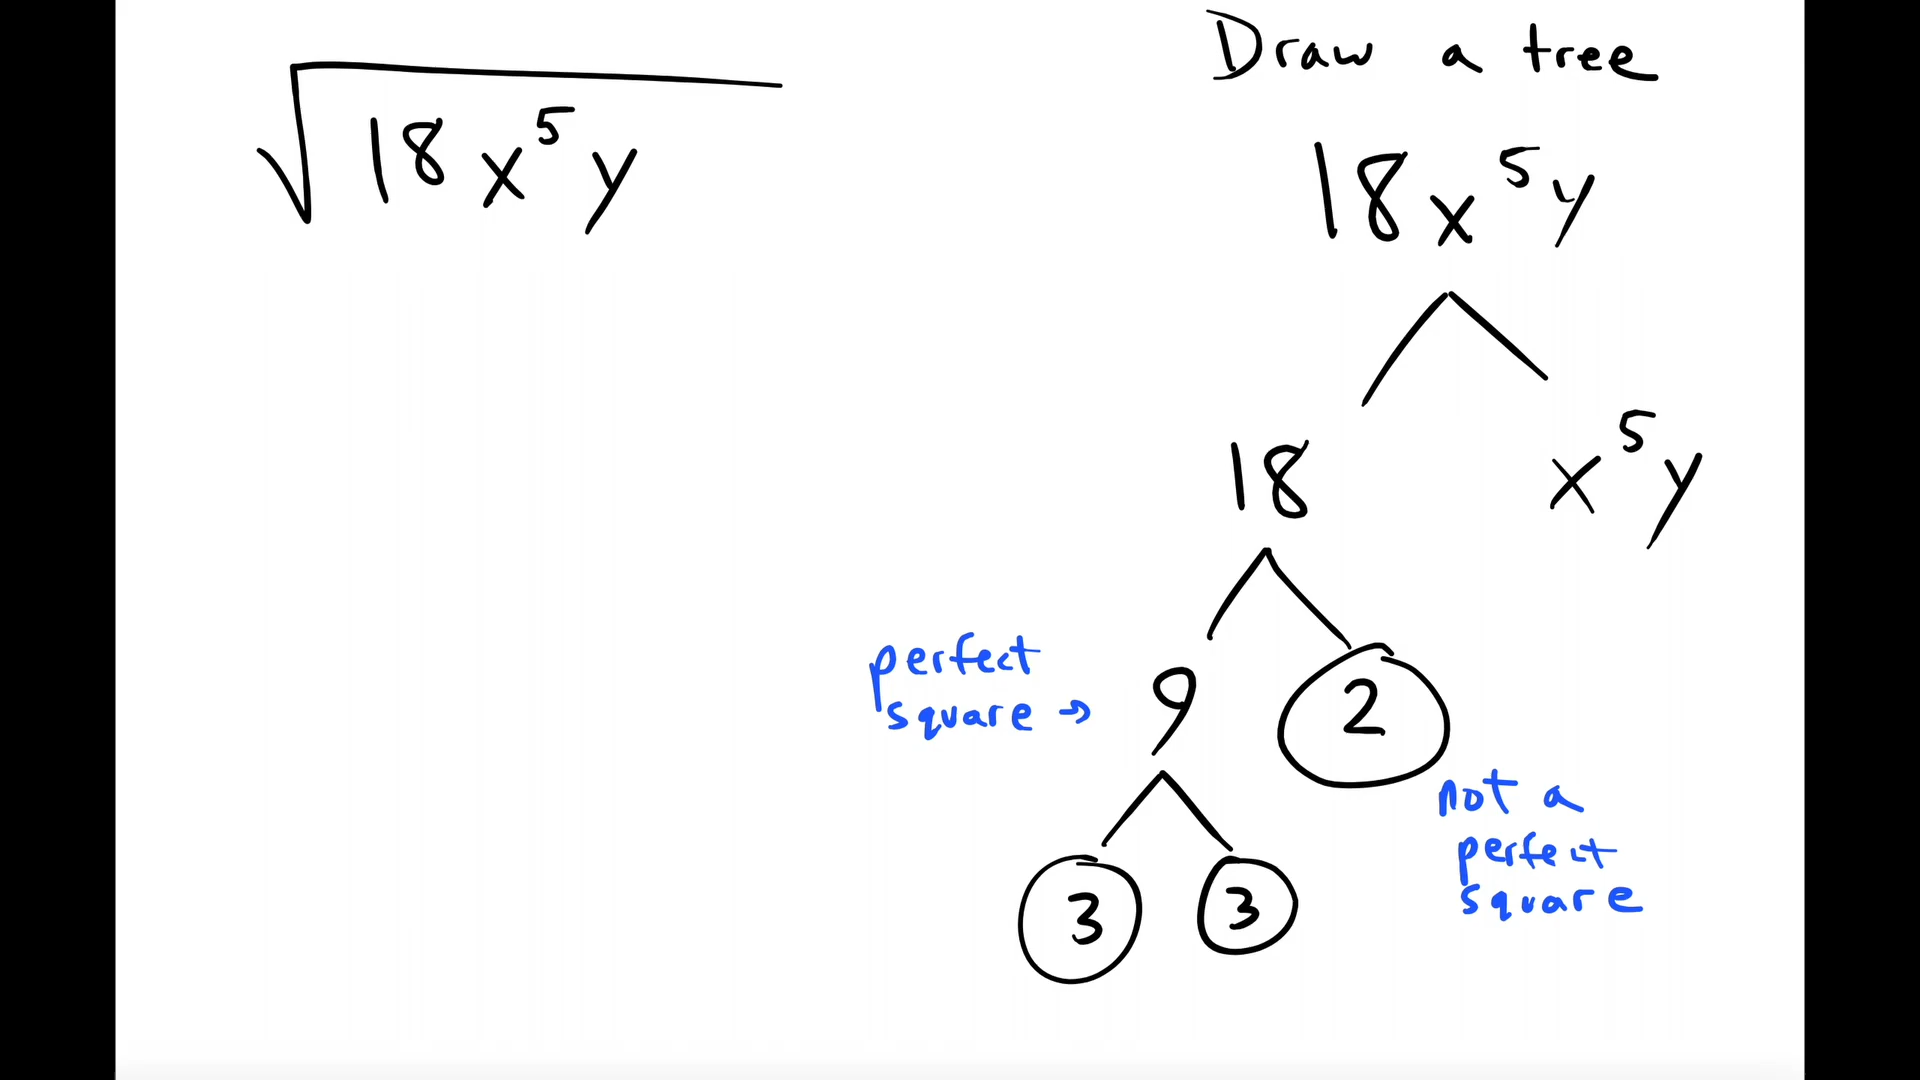 √18x⁵y
Draw a tree
18x⁵y
18 x⁵y
perfect
square → 9 2
not a
perfect
square
3 3